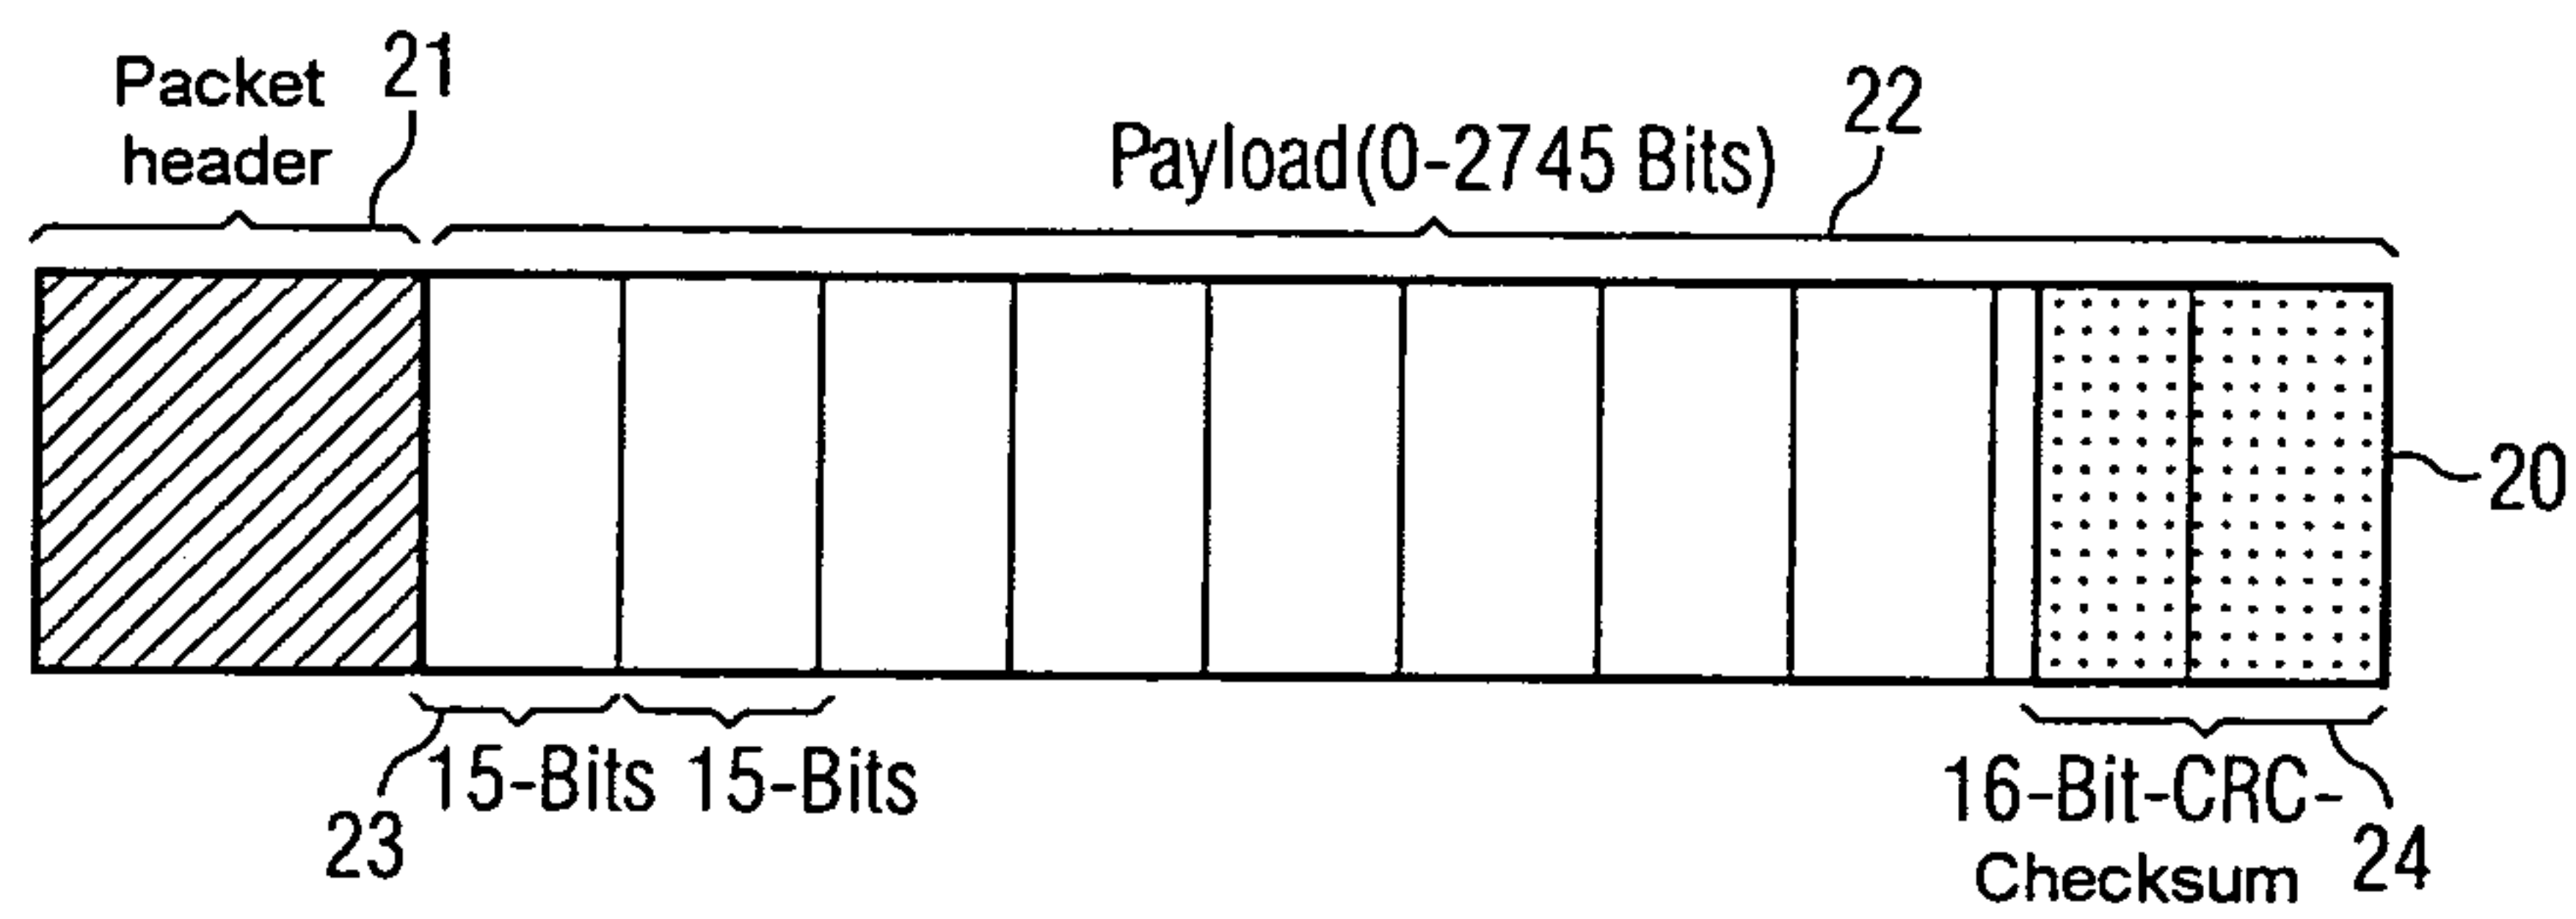 Packet
header
21
Payload(0-2745 Bits)
22
20
23
15-Bits 15-Bits
16-Bit-CRC-
Checksum
24